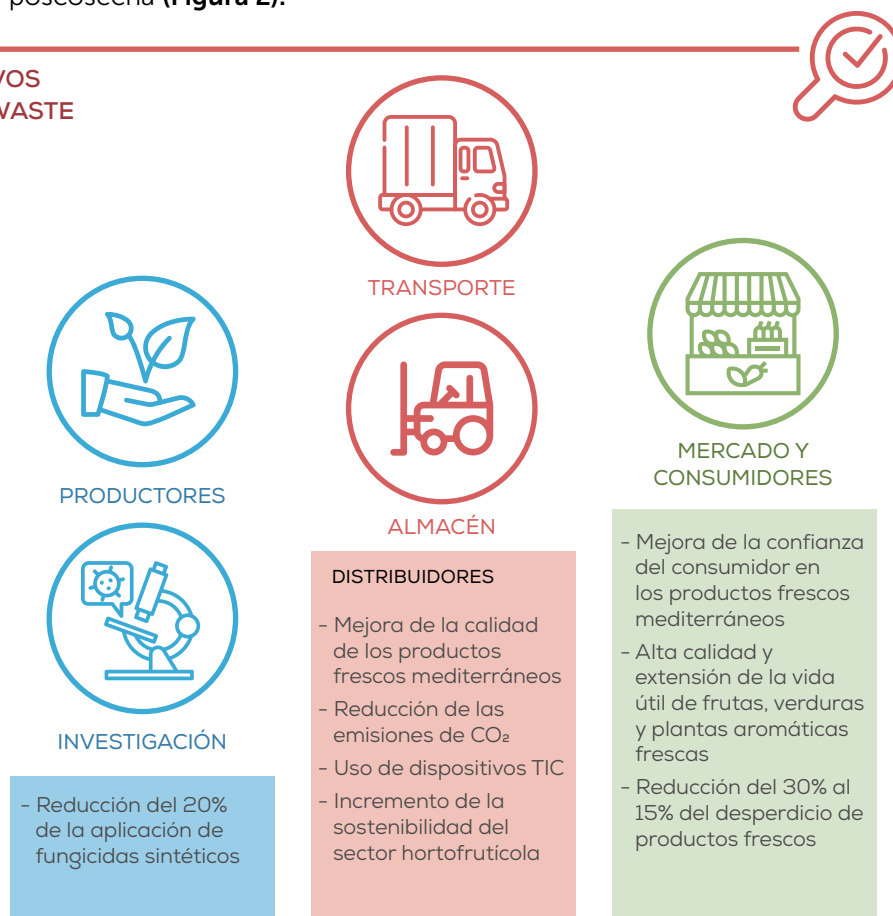 poscosecha (Figura 2).
VOS
WASTE
TRANSPORTE
ALMACÉN
PRODUCTORES
INVESTIGACIÓN
- Reducción del 20%
de la aplicación de
fungicidas sintéticos
DISTRIBUIDORES
- Mejora de la calidad
de los productos
frescos mediterráneos
- Reducción de las
emisiones de CO₂
- Uso de dispositivos TIC
- Incremento de la
sostenibilidad del
sector hortofrutícola
MERCADO Y
CONSUMIDORES
- Mejora de la confianza
del consumidor en
los productos frescos
mediterráneos
- Alta calidad y
extensión de la vida
útil de frutas, verduras
y plantas aromáticas
frescas
- Reducción del 30% al
15% del desperdicio de
productos frescos